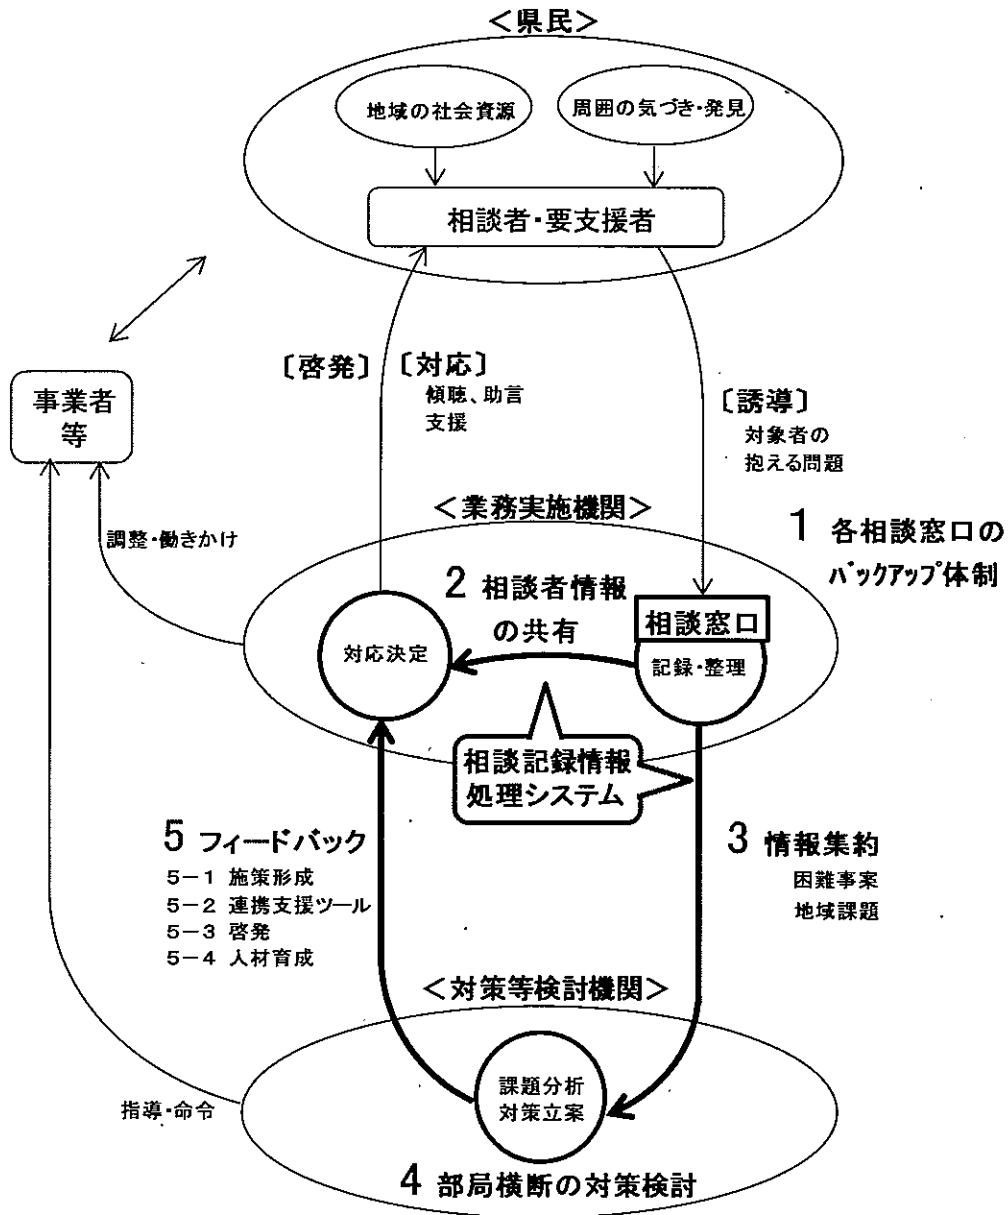 ＜県民＞
地域の社会資源
周囲の気づき・発見
相談者・要支援者
〔啓発〕
〔対応〕
傾聴、助言
支援
〔誘導〕
対象者の
抱える問題
事業者
等
調整・働きかけ
＜業務実施機関＞
1 各相談窓口の
バックアップ体制
2 相談者情報
の共有
相談窓口
記録・整理
対応決定
相談記録情報
処理システム
5 フィードバック
5－1 施策形成
5－2 連携支援ツール
5－3 啓発
5－4 人材育成
3 情報集約
困難事案
地域課題
＜対策等検討機関＞
課題分析
対策立案
指導・命令
4 部局横断の対策検討